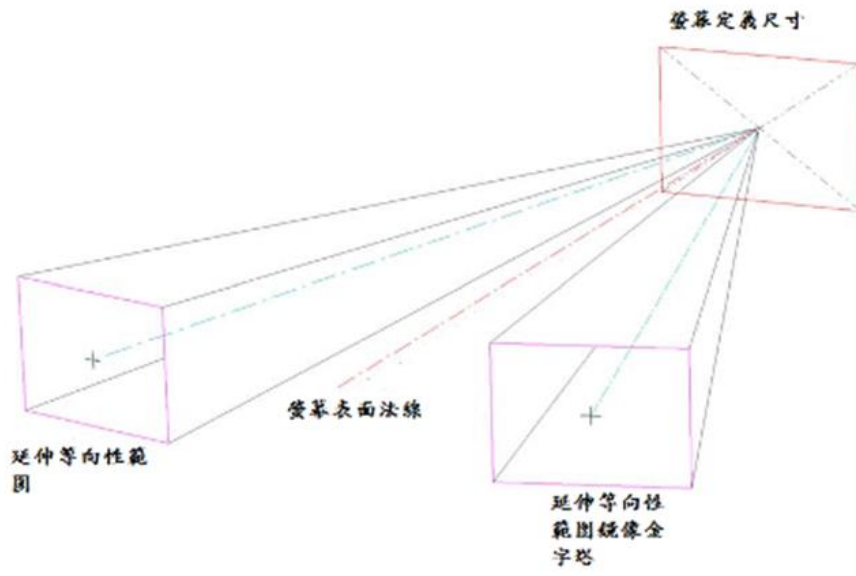 螢幕定義尺寸
螢幕表面法線
延伸等向性範
圍
延伸等向性
範圍鏡像金
字塔